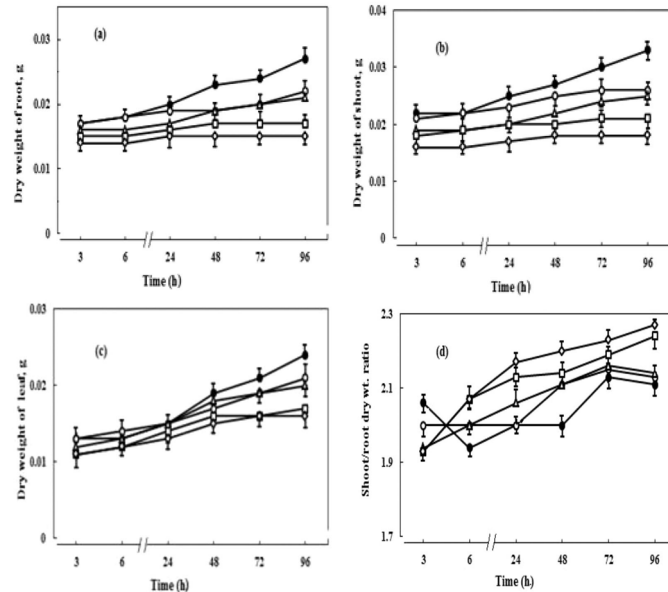 (a)
Dry weight of root, g
0.03
0.02
0.01
0
3 6 24 48 72 96
Time (h)
(b)
Dry weight of shoot, g
0.04
0.03
0.02
0.01
0
3 6 24 48 72 96
Time (h)
(c)
Dry weight of leaf, g
0.03
0.02
0.01
0
3 6 24 48 72 96
Time (h)
(d)
Shoot/root dry wt. ratio
2.3
2.1
1.9
1.7
3 6 24 48 72 96
Time (h)